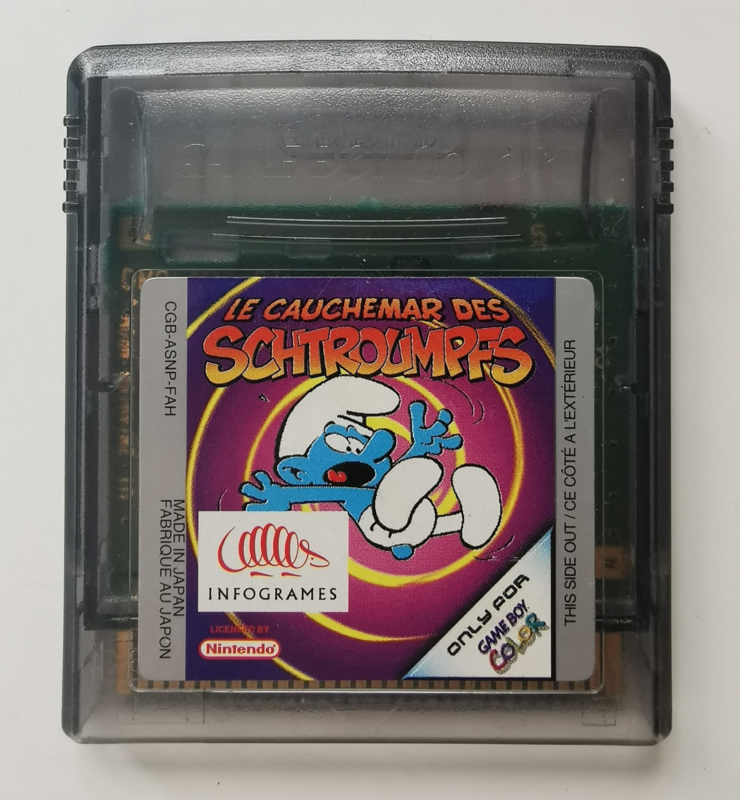 LE CAUCHEMAR DES
SCHTROUMPFS
CGB-ASNP-FAH
MADE IN JAPAN
FABRIQUE AU JAPON
INFOGRAMES
LICENSED BY
Nintendo
ONLY FOR
GAME BOY
COLOR
THIS SIDE OUT / CE CÔTÉ A L'EXTÉRIEUR